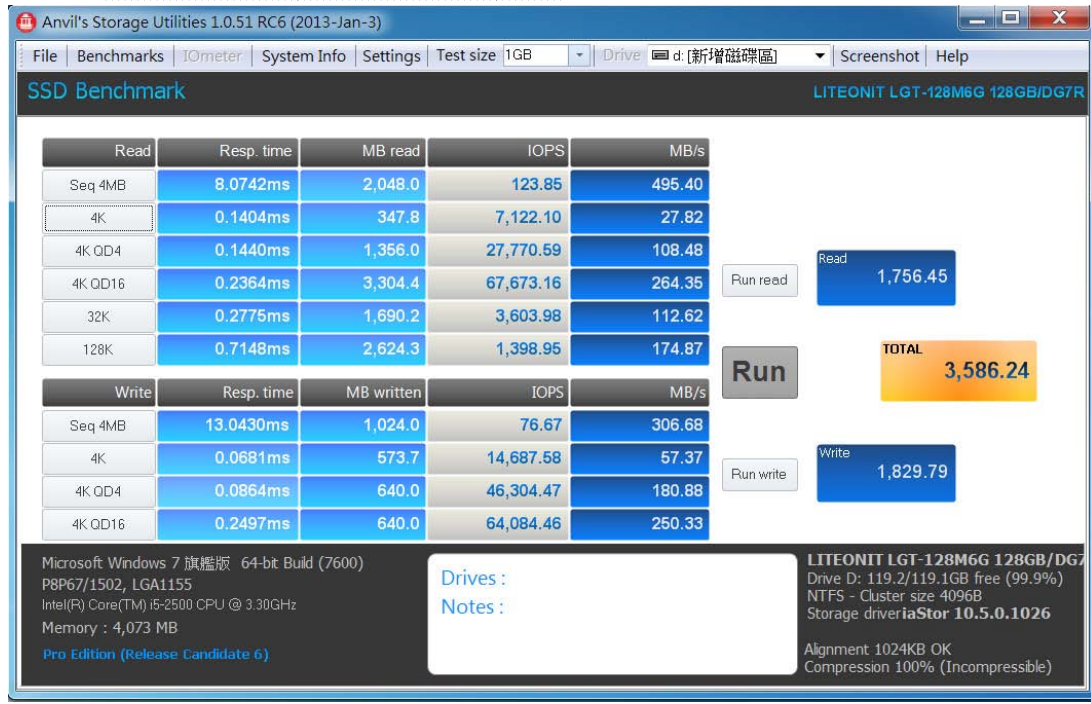 Anvil's Storage Utilities 1.0.51 RC6 (2013-Jan-3)
File Benchmarks IOmeter System Info Settings Test size 1GB Drive d: [新增磁碟區] Screenshot Help
SSD Benchmark LITEONIT LGT-128M6G 128GB/DG7R
Read Resp. time MB read IOPS MB/s
Seq 4MB 8.0742ms 2,048.0 123.85 495.40
4K 0.1404ms 347.8 7,122.10 27.82
4K QD4 0.1440ms 1,356.0 27,770.59 108.48
4K QD16 0.2364ms 3,304.4 67,673.16 264.35
32K 0.2775ms 1,690.2 3,603.98 112.62
128K 0.7148ms 2,624.3 1,398.95 174.87
Run read
Read
1,756.45
Run
TOTAL
3,586.24
Write Resp. time MB written IOPS MB/s
Seq 4MB 13.0430ms 1,024.0 76.67 306.68
4K 0.0681ms 573.7 14,687.58 57.37
4K QD4 0.0864ms 640.0 46,304.47 180.88
4K QD16 0.2497ms 640.0 64,084.46 250.33
Run write
Write
1,829.79
Microsoft Windows 7 旗艦版 64-bit Build (7600)
P8P67/1502, LGA1155
Intel(R) Core(TM) i5-2500 CPU @ 3.30GHz
Memory : 4,073 MB
Pro Edition (Release Candidate 6)
Drives :
Notes :
LITEONIT LGT-128M6G 128GB/DG7
Drive D: 119.2/119.1GB free (99.9%)
NTFS - Cluster size 4096B
Storage driver iaStor 10.5.0.1026
Alignment 1024KB OK
Compression 100% (Incompressible)